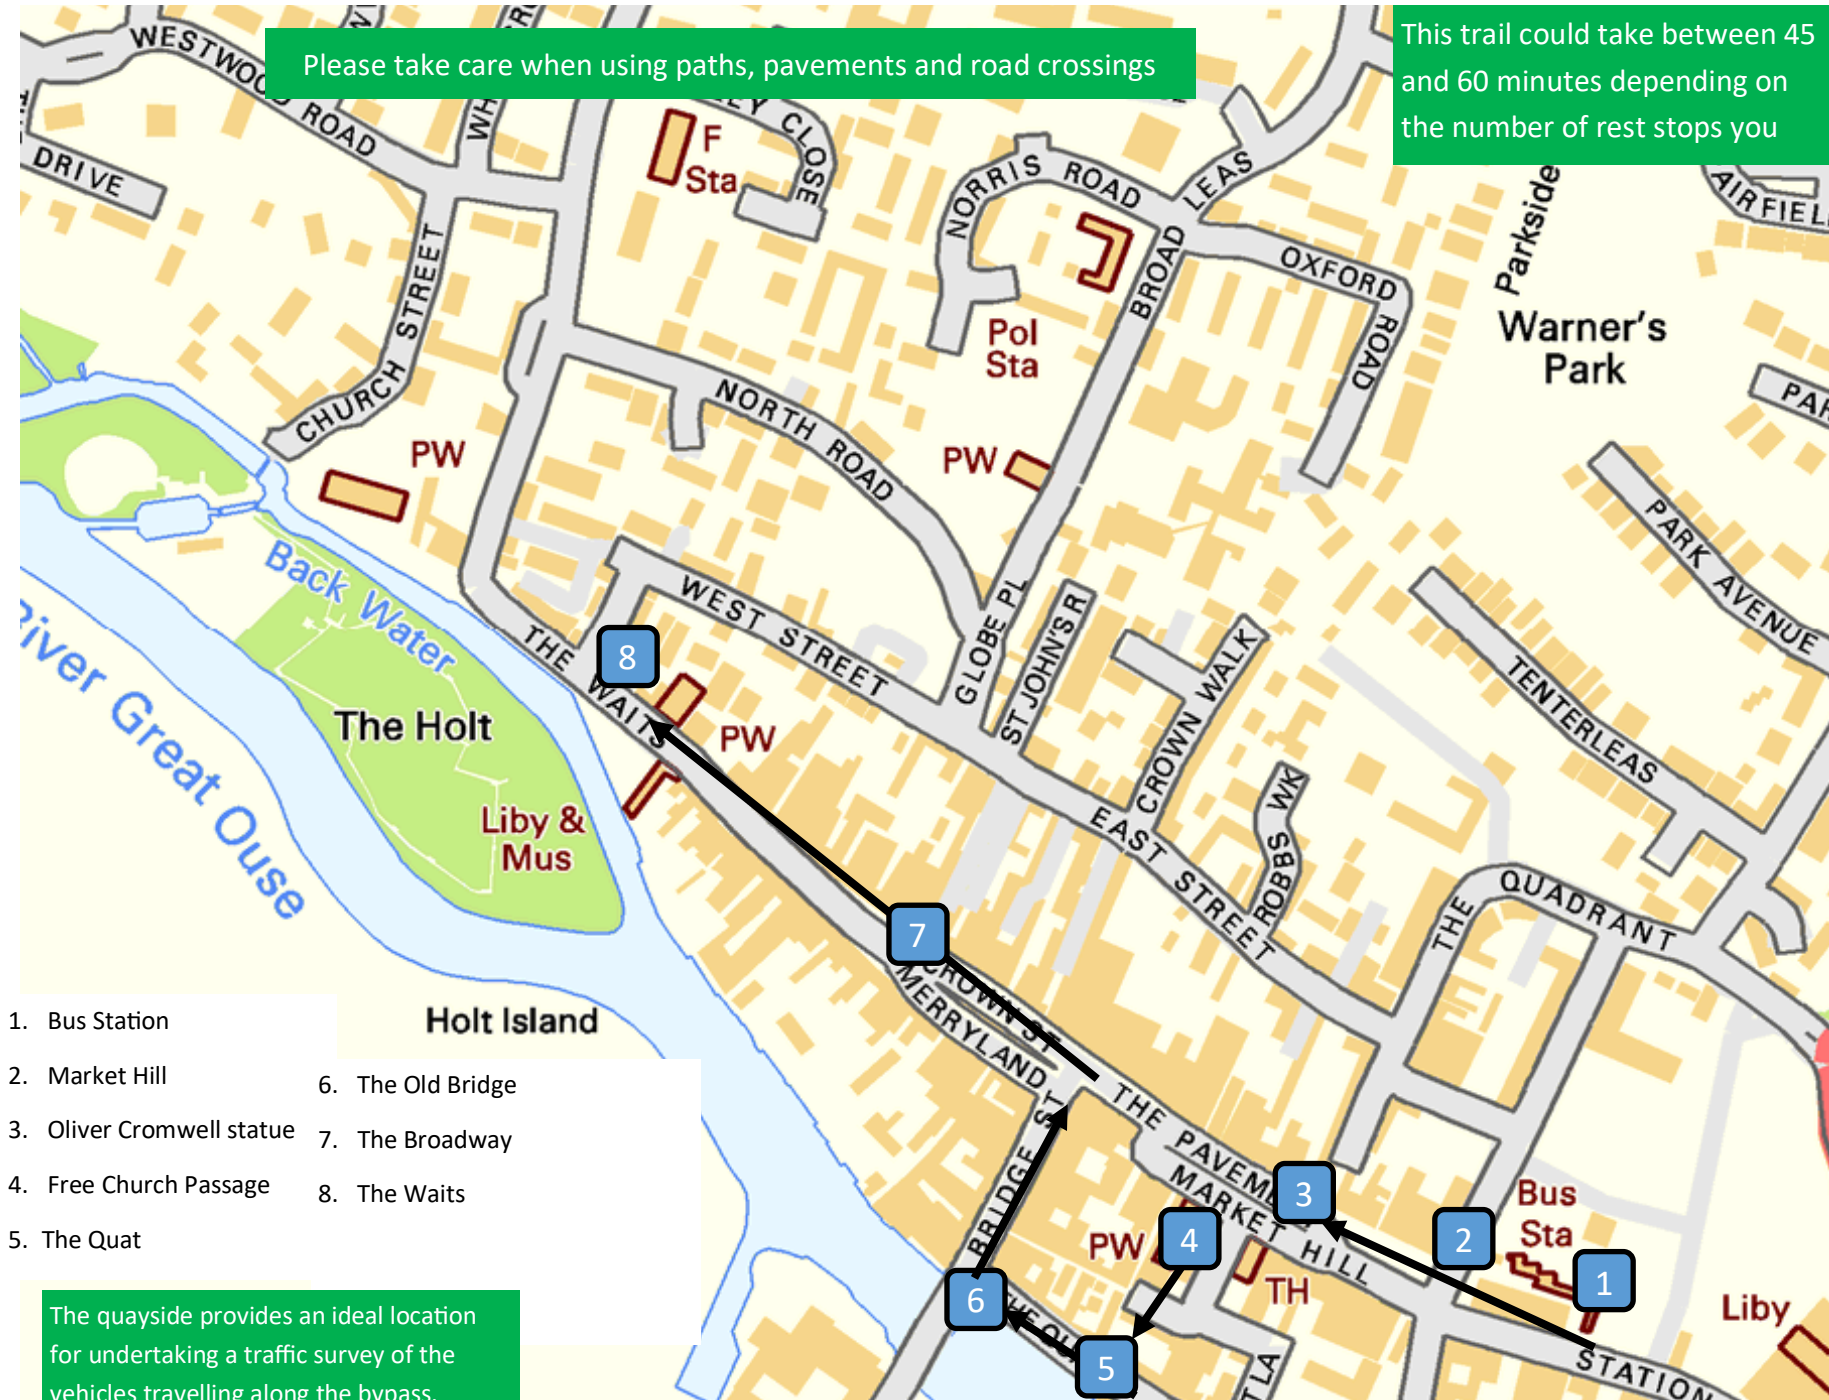 Please take care when using paths, pavements and road crossings
This trail could take between 45
and 60 minutes depending on
the number of rest stops you
WESTWOOD ROAD
DRIVE
CHURCH STREET
F
Sta
CLOSE
NORRIS ROAD
BROAD LEAS
OXFORD ROAD
Parkside
Warner's
Park
AIRFIEL
PAR
Pol
Sta
PW
PW
NORTH ROAD
PARK AVENUE
Back Water
River Great Ouse
WEST STREET
GLOBE PL
ST JOHN'S R
CROWN WALK
TENTERLEAS
THE WAITS
8
PW
The Holt
Liby &
Mus
EAST STREET
ROBBS WK
THE QUADRANT
7
CROWN ST
MERRYLAND
Holt Island
THE PAVEME
MARKET HILL
BRIDGE ST
3
2
Bus
Sta
1
PW
4
TH
Liby
6
THE QU
5
STATION
TLA
1. Bus Station
2. Market Hill
3. Oliver Cromwell statue
4. Free Church Passage
5. The Quat
6. The Old Bridge
7. The Broadway
8. The Waits
The quayside provides an ideal location
for undertaking a traffic survey of the
vehicles travelling along the bypass.